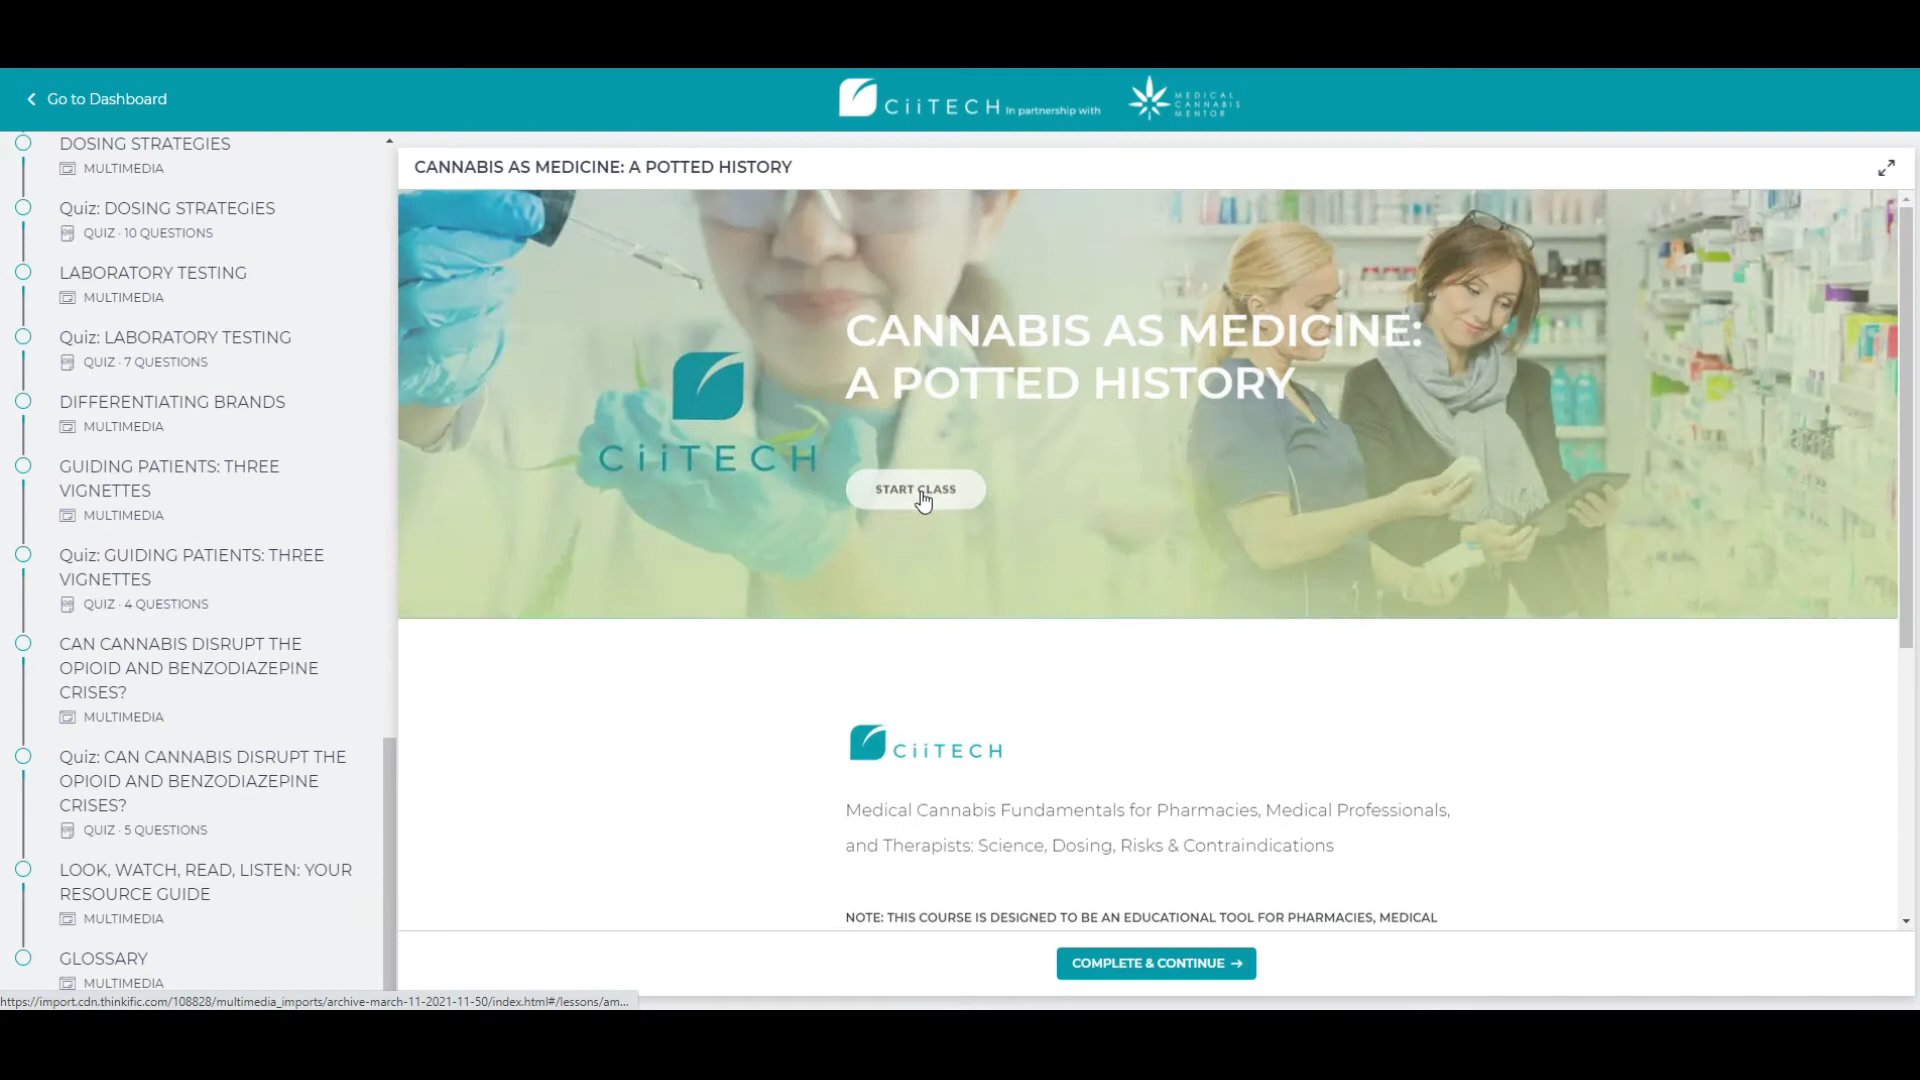 Go to Dashboard
CiiTECH In partnership with
MEDICAL
CANNABIS
MENTOR
DOSING STRATEGIES
MULTIMEDIA
Quiz: DOSING STRATEGIES
QUIZ · 10 QUESTIONS
LABORATORY TESTING
MULTIMEDIA
Quiz: LABORATORY TESTING
QUIZ · 7 QUESTIONS
DIFFERENTIATING BRANDS
MULTIMEDIA
GUIDING PATIENTS: THREE
VIGNETTES
MULTIMEDIA
Quiz: GUIDING PATIENTS: THREE
VIGNETTES
QUIZ · 4 QUESTIONS
CAN CANNABIS DISRUPT THE
OPIOID AND BENZODIAZEPINE
CRISES?
MULTIMEDIA
Quiz: CAN CANNABIS DISRUPT THE
OPIOID AND BENZODIAZEPINE
CRISES?
QUIZ · 5 QUESTIONS
LOOK, WATCH, READ, LISTEN: YOUR
RESOURCE GUIDE
MULTIMEDIA
GLOSSARY
MULTIMEDIA
https://import.cdn.thinkific.com/108828/multimedia_imports/archive-march-11-2021-11-50/index.html#/lessons/am...
CANNABIS AS MEDICINE: A POTTED HISTORY
CANNABIS AS MEDICINE:
A POTTED HISTORY
CiiTECH
START CLASS
CiiTECH
Medical Cannabis Fundamentals for Pharmacies, Medical Professionals,
and Therapists: Science, Dosing, Risks & Contraindications
NOTE: THIS COURSE IS DESIGNED TO BE AN EDUCATIONAL TOOL FOR PHARMACIES, MEDICAL
COMPLETE & CONTINUE →